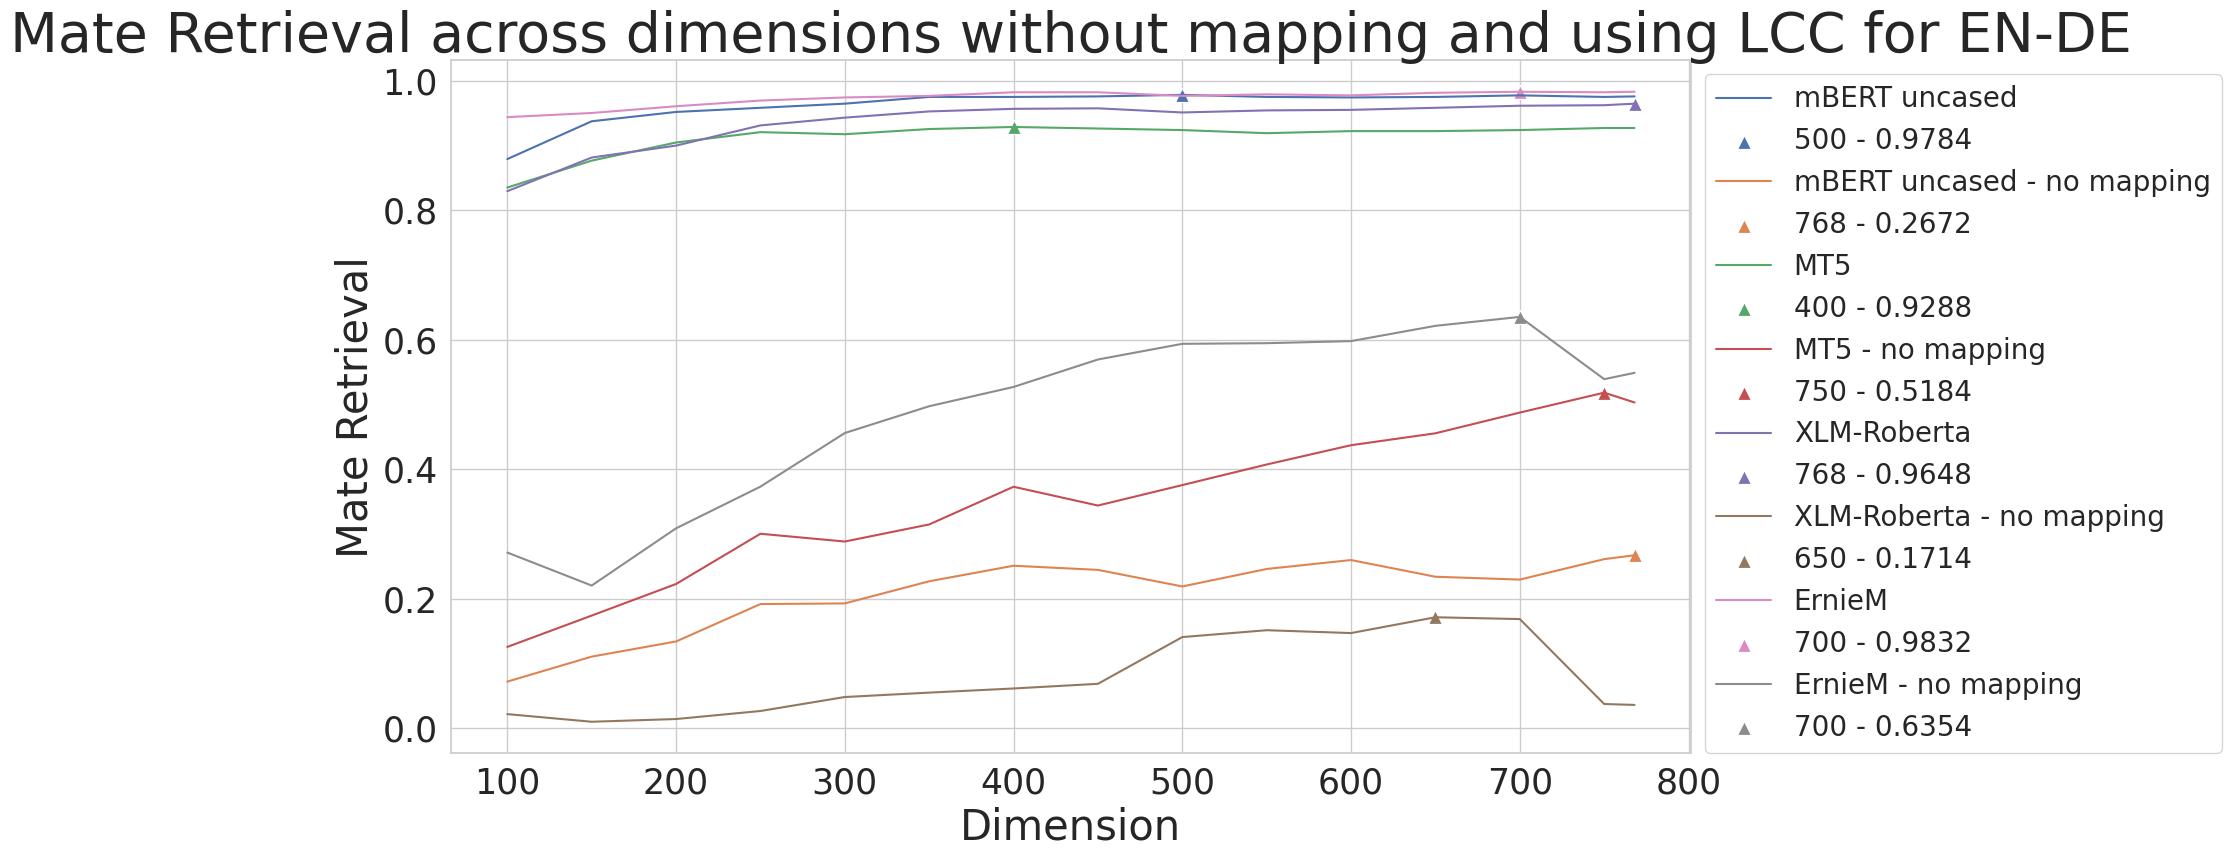 Mate Retrieval across dimensions without mapping and using LCC for EN-DE
1.0
0.8
0.6
0.4
0.2
0.0
Mate Retrieval
100 200 300 400 500 600 700 800
Dimension
mBERT uncased
500 - 0.9784
mBERT uncased - no mapping
768 - 0.2672
MT5
400 - 0.9288
MT5 - no mapping
750 - 0.5184
XLM-Roberta
768 - 0.9648
XLM-Roberta - no mapping
650 - 0.1714
ErnieM
700 - 0.9832
ErnieM - no mapping
700 - 0.6354